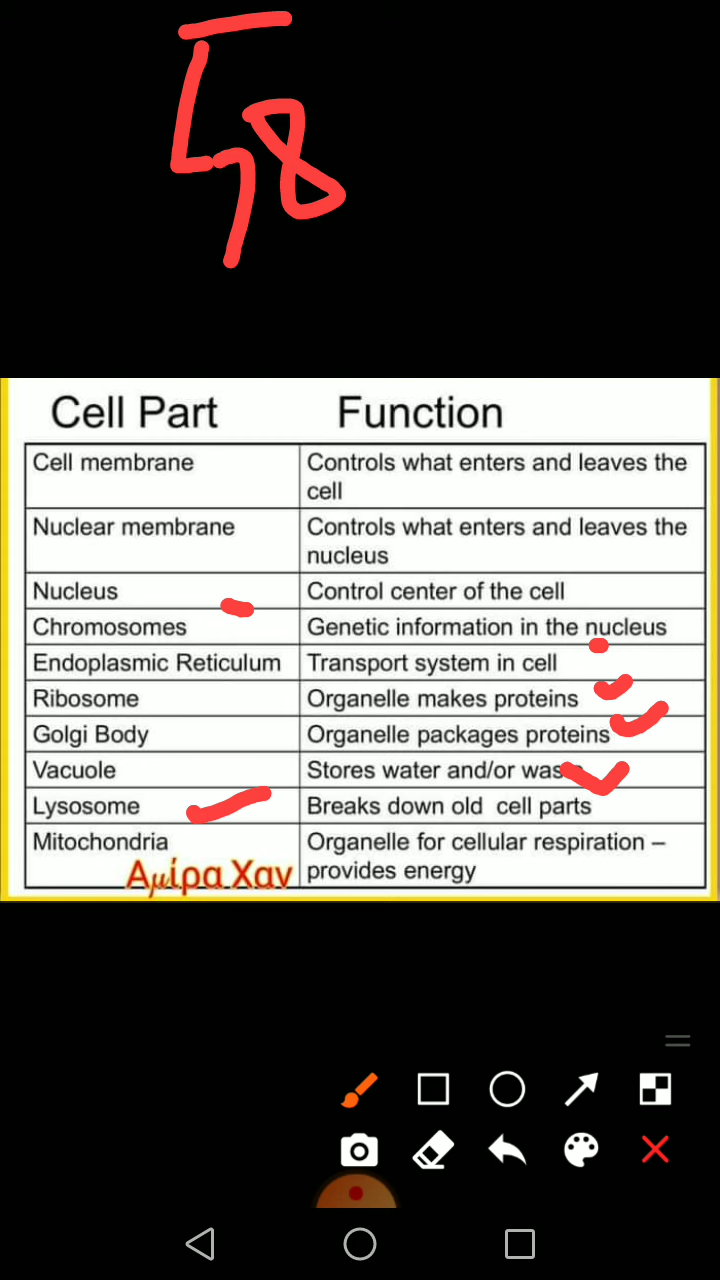 Cell Part Function
Cell membrane Controls what enters and leaves the
cell
Nuclear membrane Controls what enters and leaves the
nucleus
Nucleus Control center of the cell
Chromosomes Genetic information in the nucleus
Endoplasmic Reticulum Transport system in cell
Ribosome Organelle makes proteins
Golgi Body Organelle packages proteins
Vacuole Stores water and/or
Lysosome Breaks down old cell parts
Mitochondria Organelle for cellular respiration –
provides energy
Αμίρα Χαν